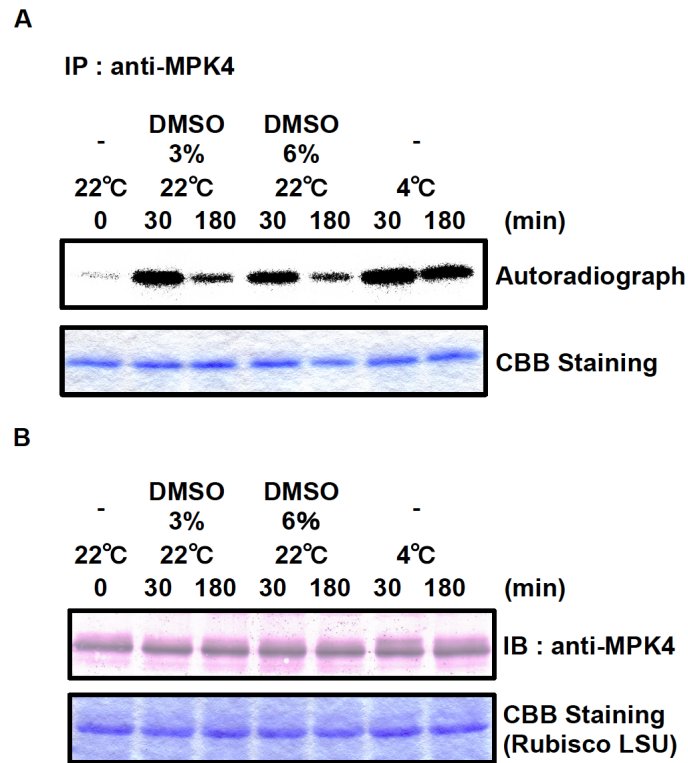 A
IP : anti-MPK4
- DMSO DMSO -
3% 6%
22℃ 22℃ 22℃ 4℃
0 30 180 30 180 30 180 (min)
Autoradiograph
CBB Staining
B
- DMSO DMSO -
3% 6%
22℃ 22℃ 22℃ 4℃
0 30 180 30 180 30 180 (min)
IB : anti-MPK4
CBB Staining
(Rubisco LSU)